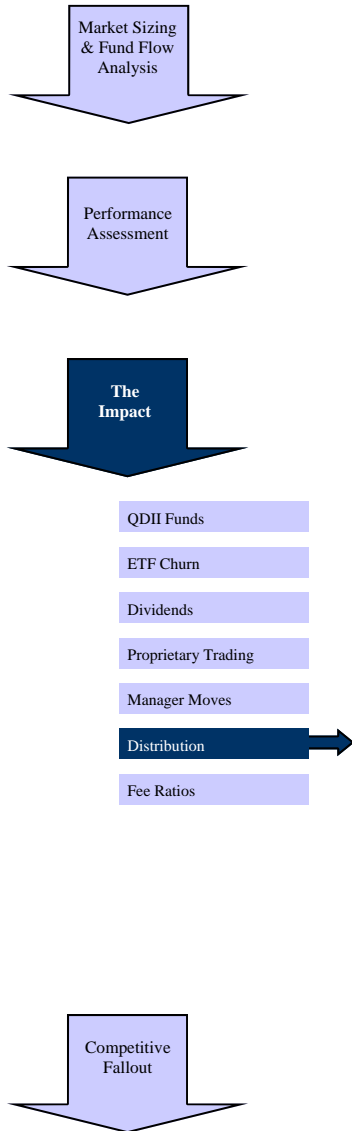 Market Sizing
& Fund Flow
Analysis
Performance
Assessment
The
Impact
QDII Funds
ETF Churn
Dividends
Proprietary Trading
Manager Moves
Distribution
Fee Ratios
Competitive
Fallout